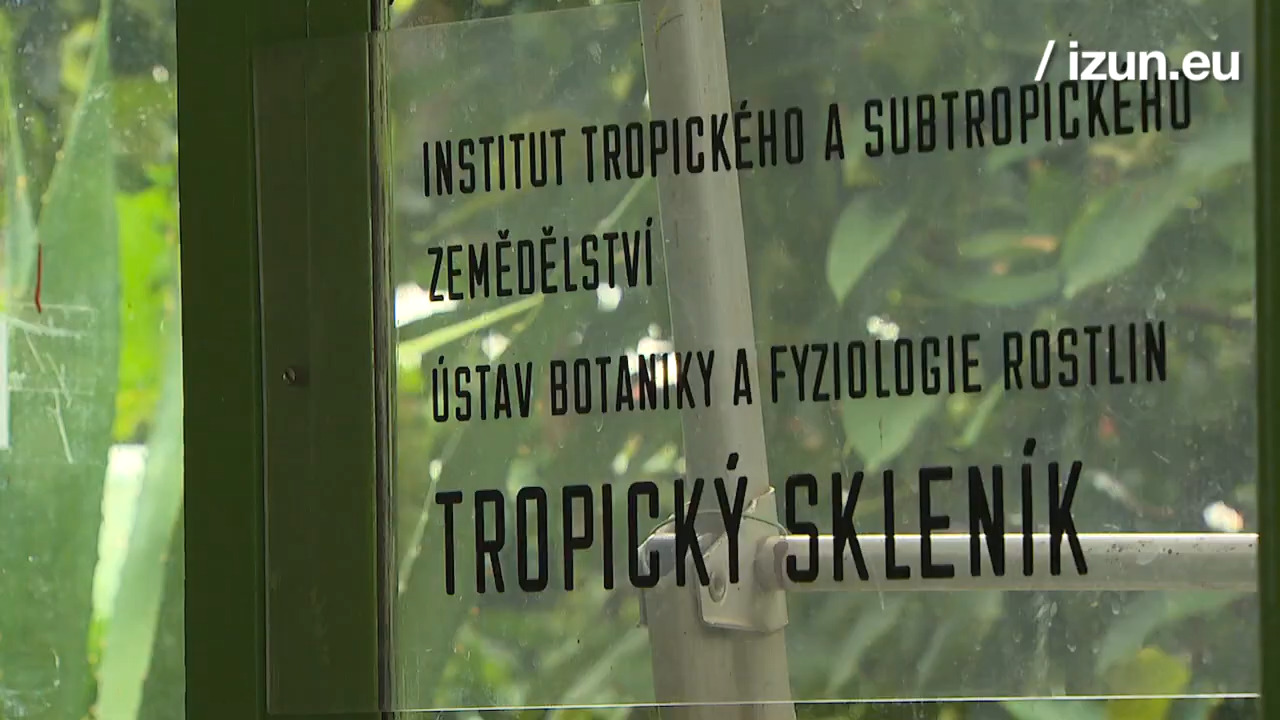 / izun.eu
INSTITUT TROPICKÉHO A SUBTROPICKÉHO
ZEMĚDĚLSTVÍ
ÚSTAV BOTANIKY A FYZIOLOGIE ROSTLIN
TROPICKÝ SKLENÍK